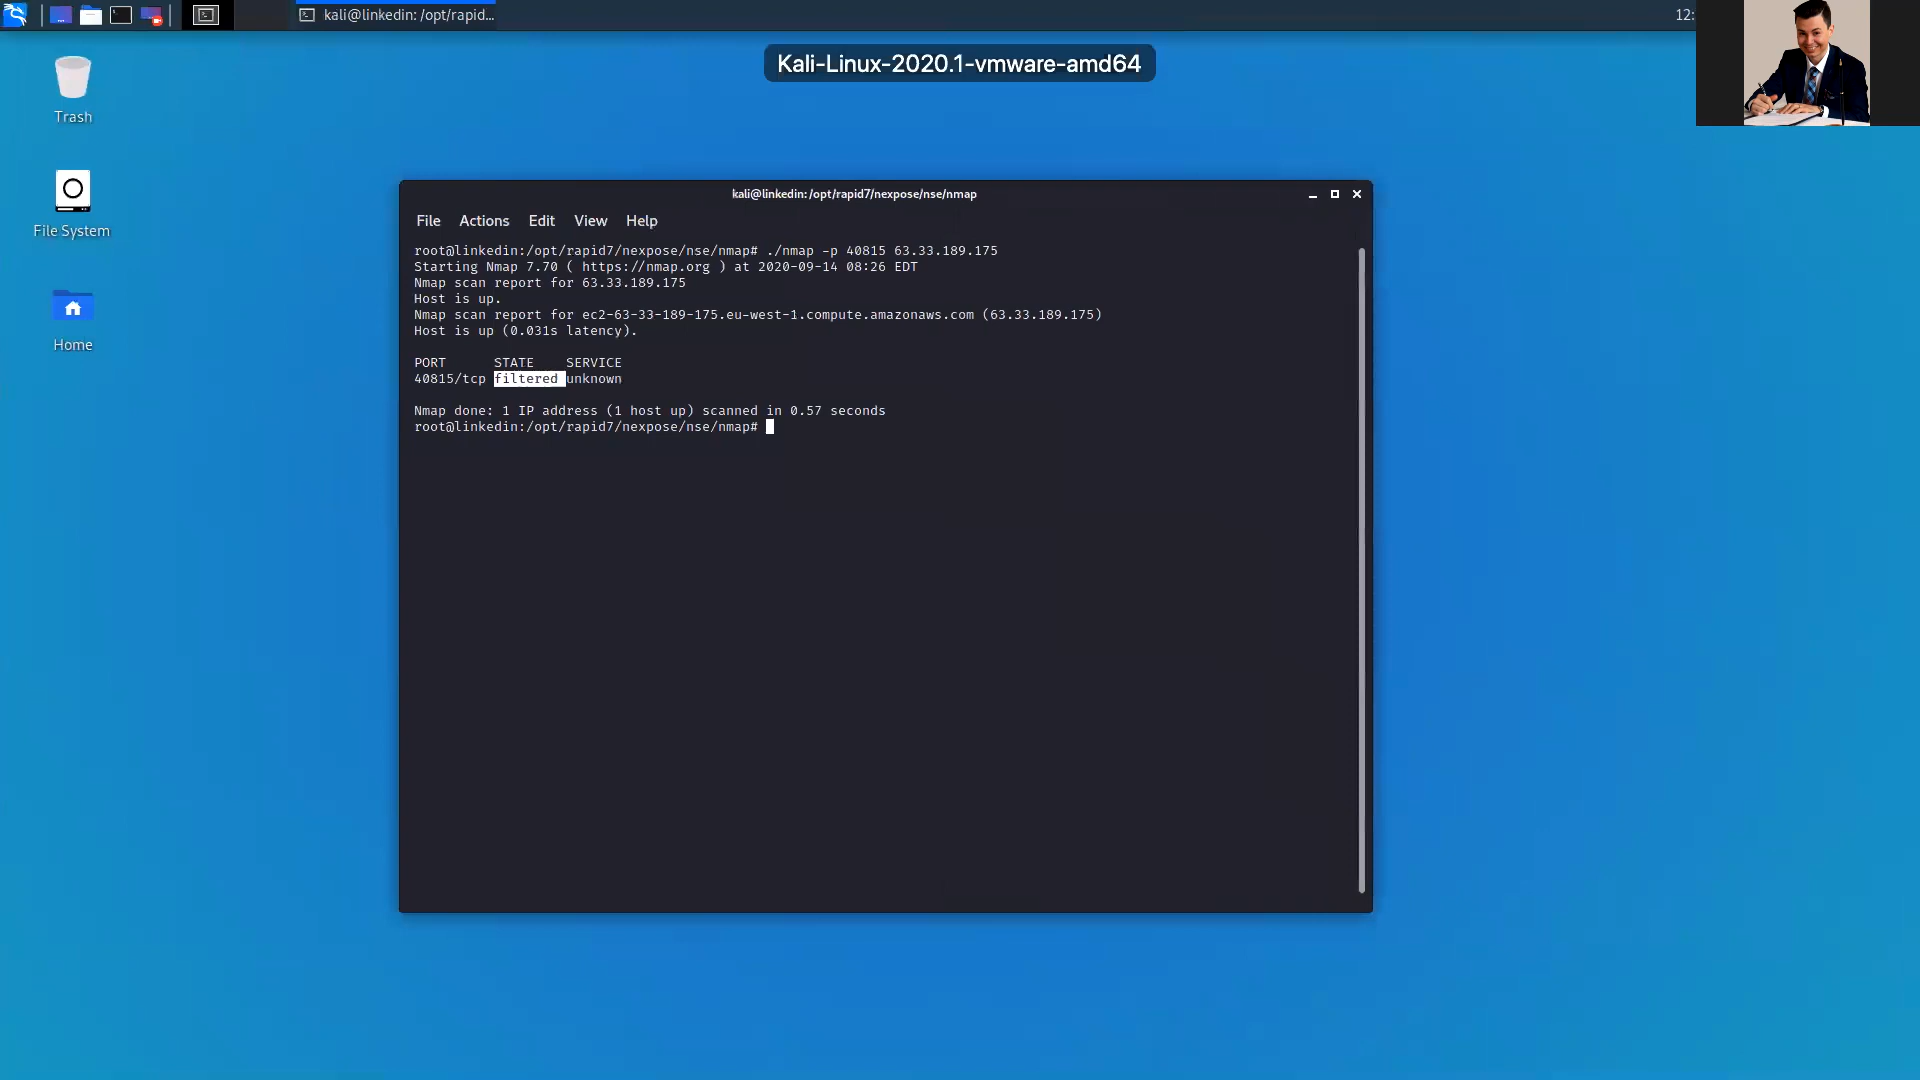 kali@linkedin: /opt/rapid...
12:
Kali-Linux-2020.1-vmware-amd64
Trash
File System
Home
kali@linkedin: /opt/rapid7/nexpose/nse/nmap
File Actions Edit View Help
root@linkedin:/opt/rapid7/nexpose/nse/nmap# ./nmap -p 40815 63.33.189.175
Starting Nmap 7.70 ( https://nmap.org ) at 2020-09-14 08:26 EDT
Nmap scan report for 63.33.189.175
Host is up.
Nmap scan report for ec2-63-33-189-175.eu-west-1.compute.amazonaws.com (63.33.189.175)
Host is up (0.031s latency).
PORT STATE SERVICE
40815/tcp filtered unknown
Nmap done: 1 IP address (1 host up) scanned in 0.57 seconds
root@linkedin:/opt/rapid7/nexpose/nse/nmap#